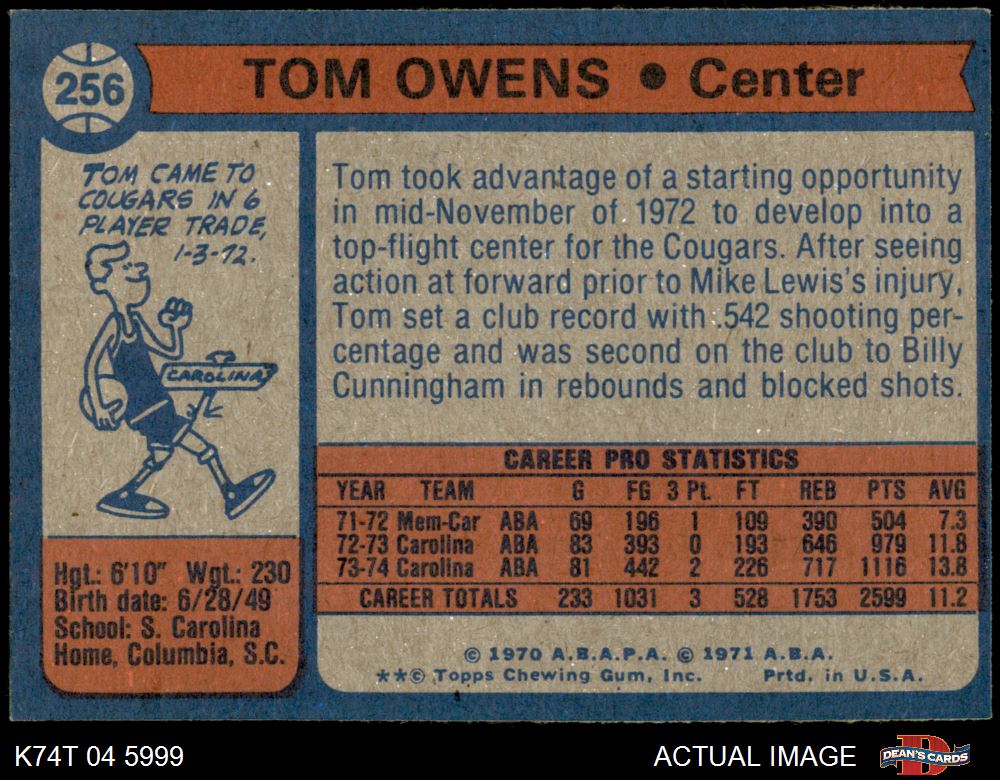 256
TOM OWENS ● Center
TOM CAME TO
COUGARS IN 6
PLAYER TRADE,
1-3-72.
CAROLINA
Hgt.: 6'10" Wgt.: 230
Birth date: 6/28/49
School: S. Carolina
Home, Columbia, S.C.
Tom took advantage of a starting opportunity
in mid-November of 1972 to develop into a
top-flight center for the Cougars. After seeing
action at forward prior to Mike Lewis's injury,
Tom set a club record with .542 shooting per-
centage and was second on the club to Billy
Cunningham in rebounds and blocked shots.
CAREER PRO STATISTICS
YEAR TEAM G FG 3 Pt. FT REB PTS AVG
71-72 Mem-Car ABA 69 196 1 109 390 504 7.3
72-73 Carolina ABA 83 393 0 193 646 979 11.8
73-74 Carolina ABA 81 442 2 226 717 1116 13.8
CAREER TOTALS 233 1031 3 528 1753 2599 11.2
© 1970 A.B.A.P.A. © 1971 A.B.A.
**© Topps Chewing Gum, Inc. Prtd. in U.S.A.
K74T 04 5999
ACTUAL IMAGE
D
DEAN'S CARDS